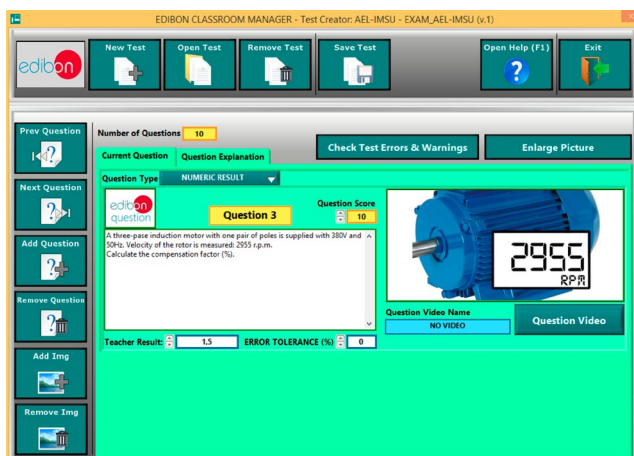 EDIBON CLASSROOM MANAGER - Test Creator: AEL-IMSU - EXAM_AEL-IMSU (v.1)
edibon
New Test
Open Test
Remove Test
Save Test
Open Help (F1)
Exit
Prev Question
Next Question
Add Question
Remove Question
Add Img
Remove Img
Number of Questions 10
Check Test Errors & Warnings
Enlarge Picture
Current Question
Question Explanation
Question Type NUMERIC RESULT
edibon
question
Question 3
Question Score
10
A three-pase induction motor with one pair of poles is supplied with 380V and
50Hz. Velocity of the rotor is measured: 2955 r.p.m.
Calculate the compensation factor (%).
2955
RPM
Question Video Name
NO VIDEO
Question Video
Teacher Result: 1,5 ERROR TOLERANCE (%) 0